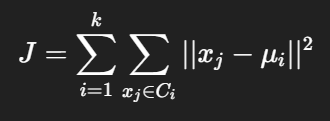 J = \sum_{i=1}^{k} \sum_{x_j \in C_i} ||x_j - \mu_i||^2